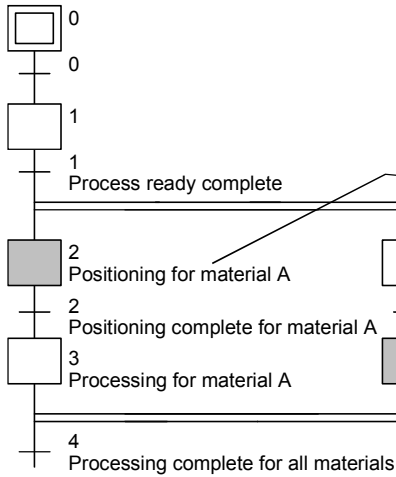 0
0
1
1
Process ready complete
2
Positioning for material A
2
Positioning complete for material A
3
Processing for material A
4
Processing complete for all materials